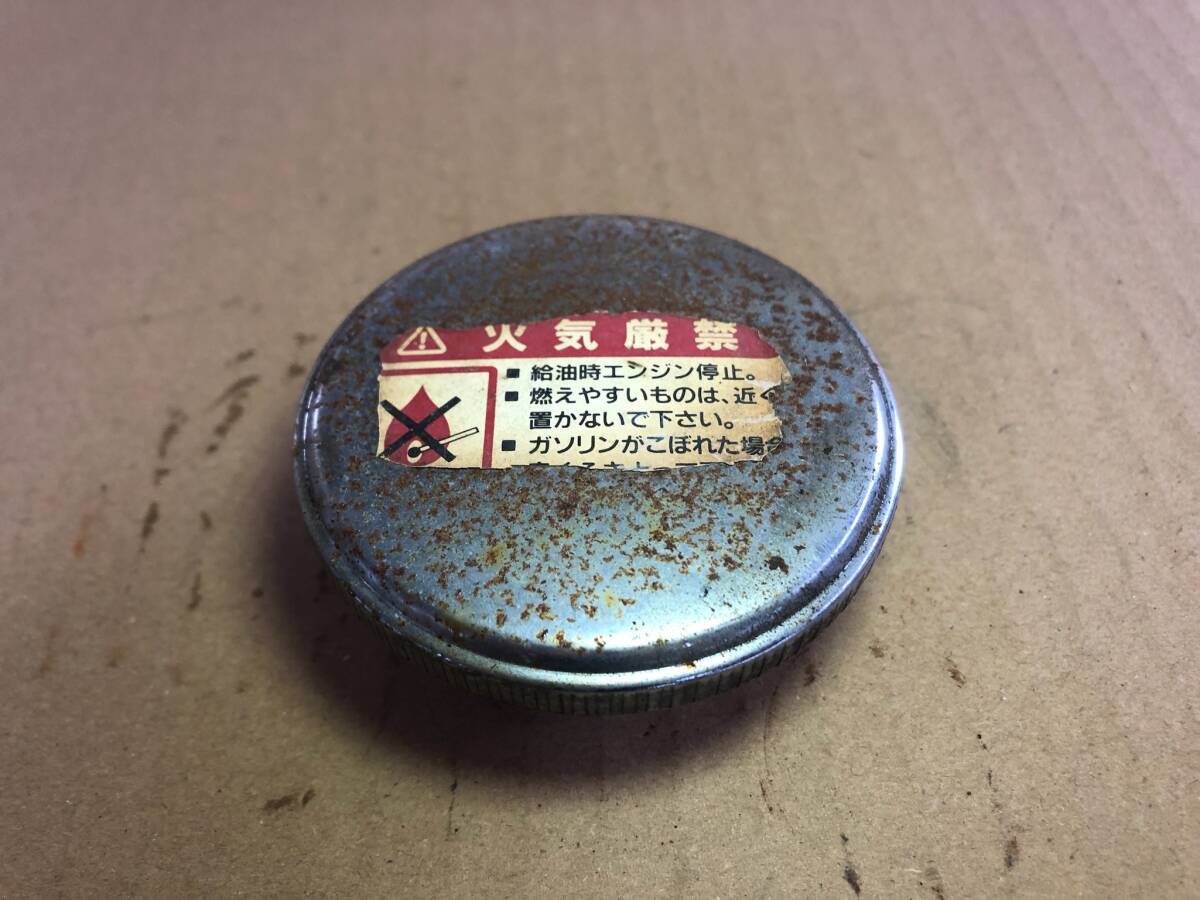 火気厳禁
■ 給油時エンジン停止。
■ 燃えやすいものは、近く
置かないで下さい。
■ ガソリンがこぼれた場合